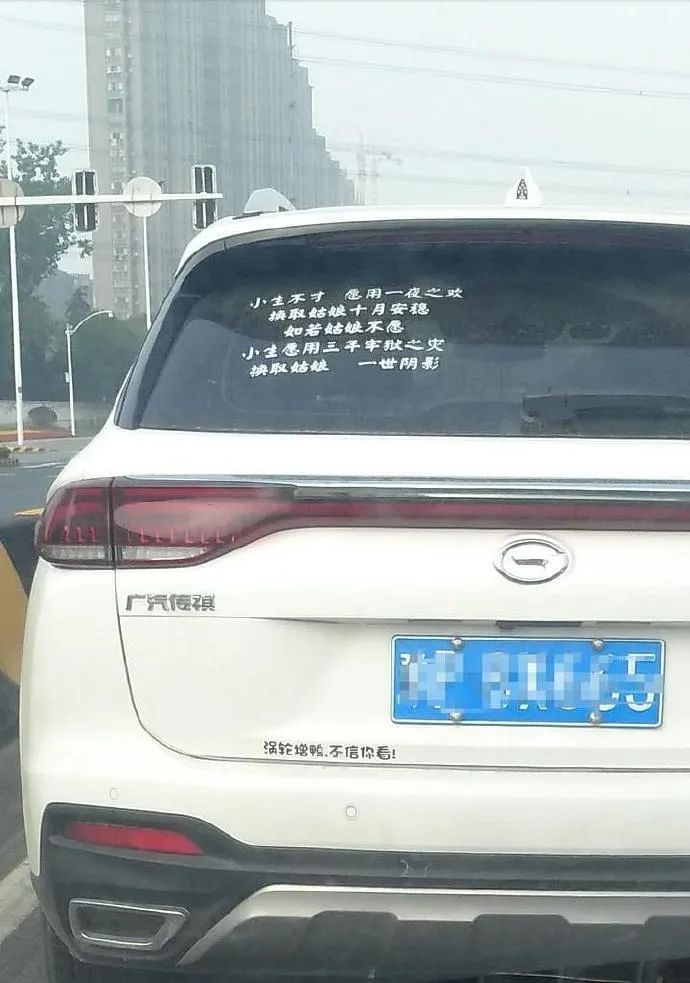 小生不才 愿用一夜之欢
换取姑娘十月安稳
如若姑娘不愿
小生愿用三年牢狱之灾
换取姑娘 一世阴影
广汽传祺
涡轮增鸭,不信你看!